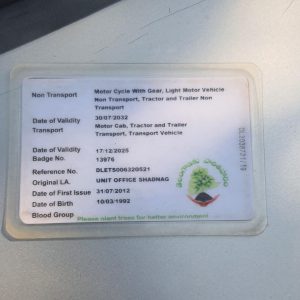 Non Transport Motor Cycle With Gear, Light Motor Vehicle
Non Transport, Tractor and Trailer Non
Transport
Date of Validity 30/07/2032
Transport Motor Cab, Tractor and Trailer
Transport, Transport Vehicle
Date of Validity 17/12/2025
Badge No. 13976
Reference No. DLETS006320521
Original LA. UNIT OFFICE SHADNAG
Date of First Issue 31/07/2012
Date of Birth 10/03/1992
Blood Group
Please plant trees for better environment